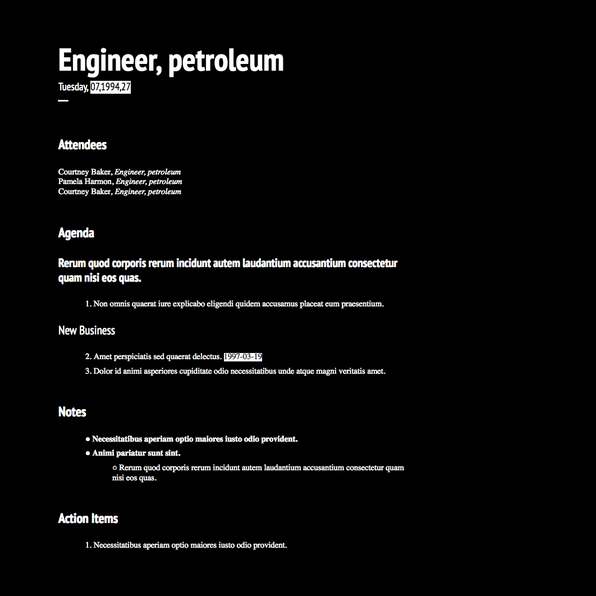 Engineer, petroleum
Tuesday, 07,1994,27
Attendees
Courtney Baker, Engineer, petroleum
Pamela Harmon, Engineer, petroleum
Courtney Baker, Engineer, petroleum
Agenda
Rerum quod corporis rerum incidunt autem laudantium accusantium consectetur
quam nisi eos quas.
1. Non omnis quaerat iure explicabo eligendi quidem accusamus placeat eum praesentium.
New Business
2. Amet perspiciatis sed quaerat delectus. 1997-03-19
3. Dolor id animi asperiores cupiditate odio necessitatibus unde atque magni veritatis amet.
Notes
● Necessitatibus aperiam optio maiores iusto odio provident.
● Animi pariatur sunt sint.
○ Rerum quod corporis rerum incidunt autem laudantium accusantium consectetur quam
nisi eos quas.
Action Items
1. Necessitatibus aperiam optio maiores iusto odio provident.